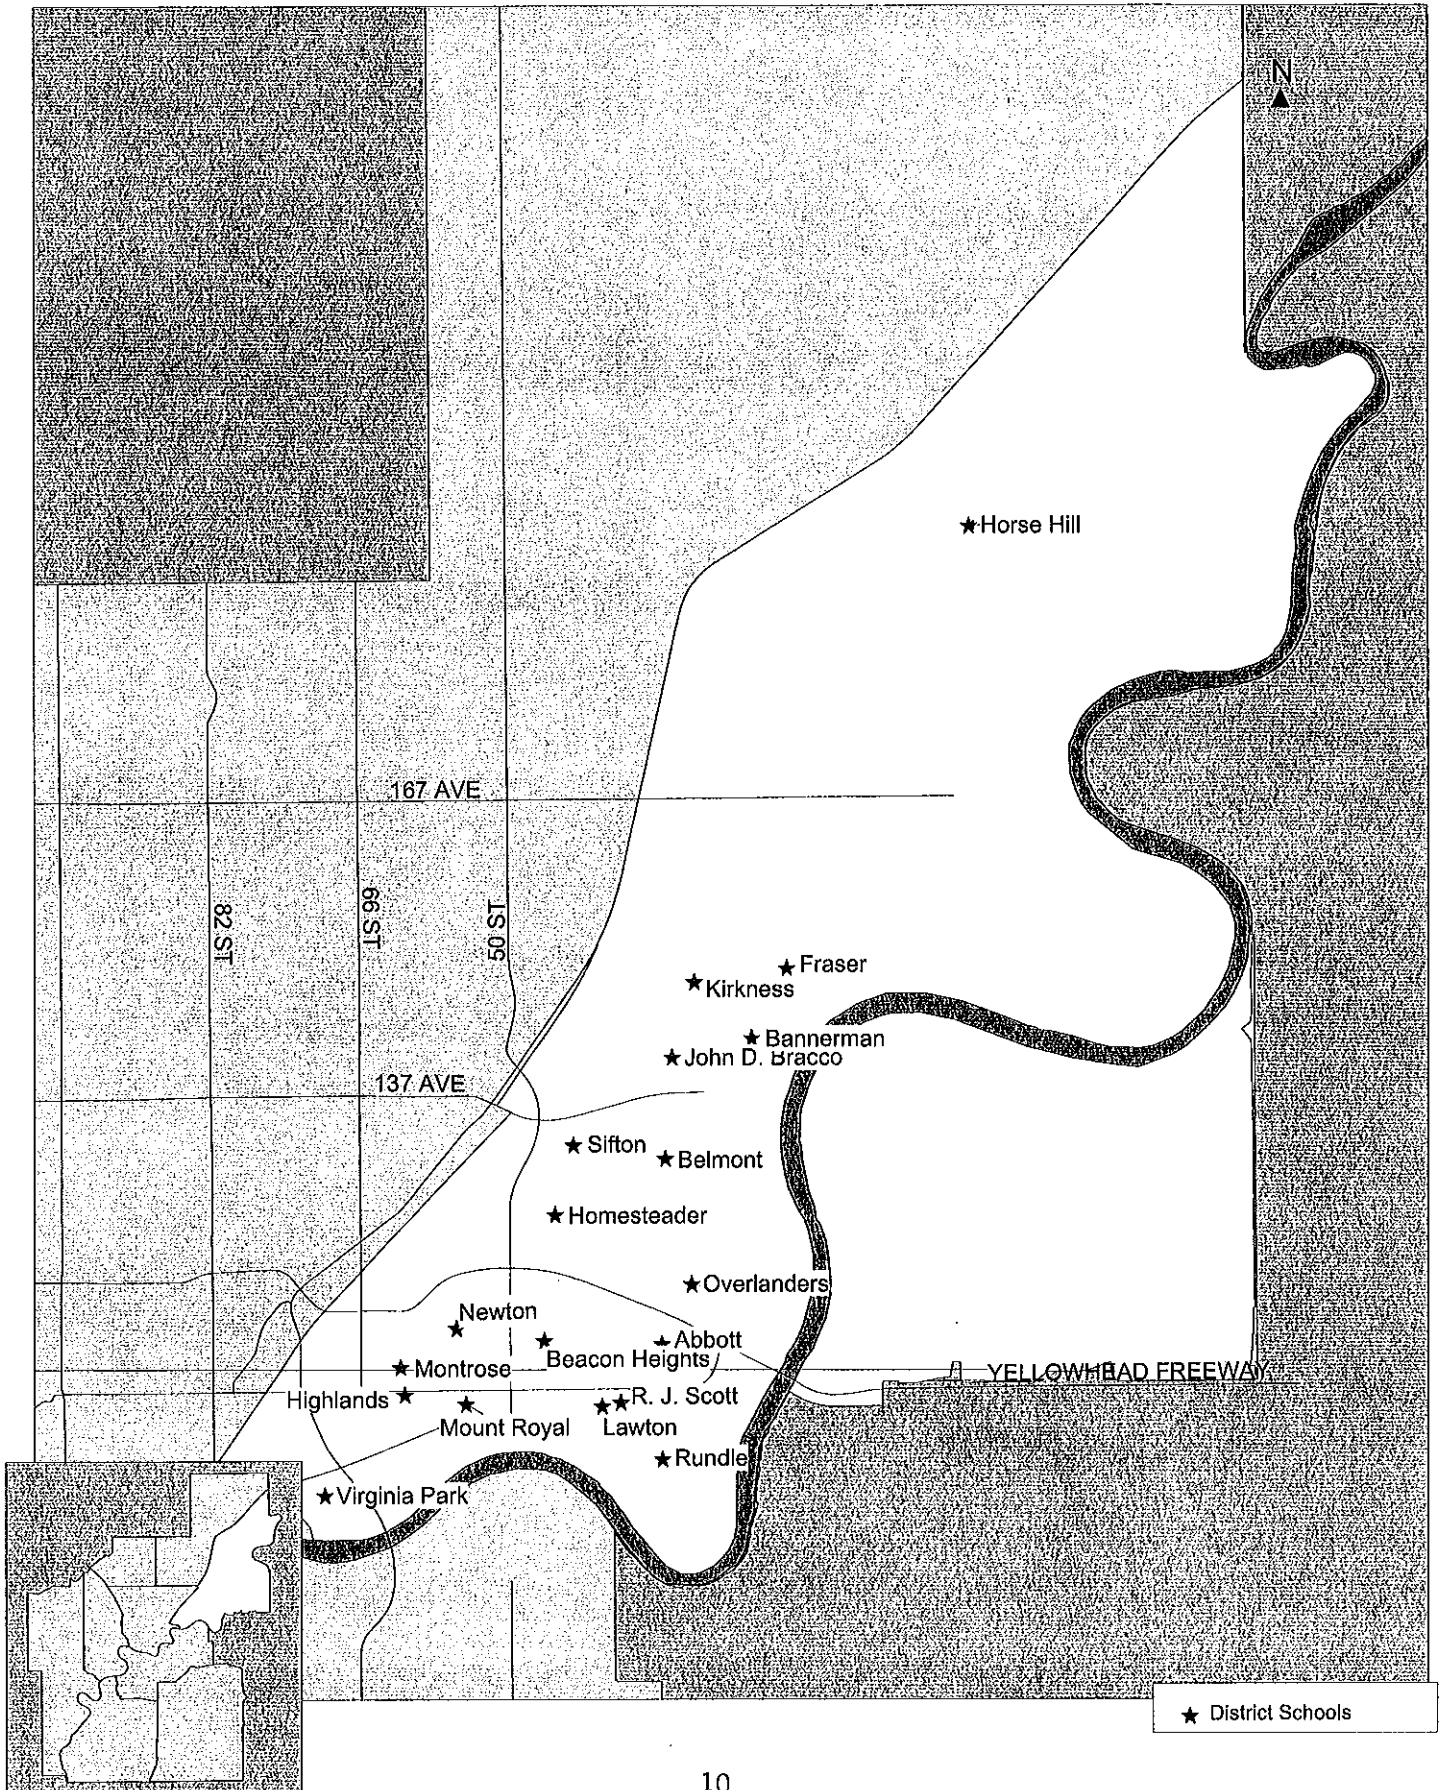 N
Horse Hill
167 AVE
82 ST
66 ST
50 ST
Fraser
Kirkness
Bannerman
John D. Bracco
137 AVE
Sifton
Belmont
Homesteader
Overlanders
Newton
Abbott
Beacon Heights
Montrose
YELLOWHEAD FREEWAY
Highlands
R. J. Scott
Mount Royal
Lawton
Rundle
Virginia Park
District Schools
10